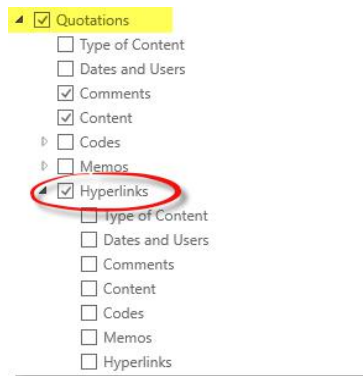 Quotations
Type of Content
Dates and Users
Comments
Content
Codes
Memos
Hyperlinks
Type of Content
Dates and Users
Comments
Content
Codes
Memos
Hyperlinks